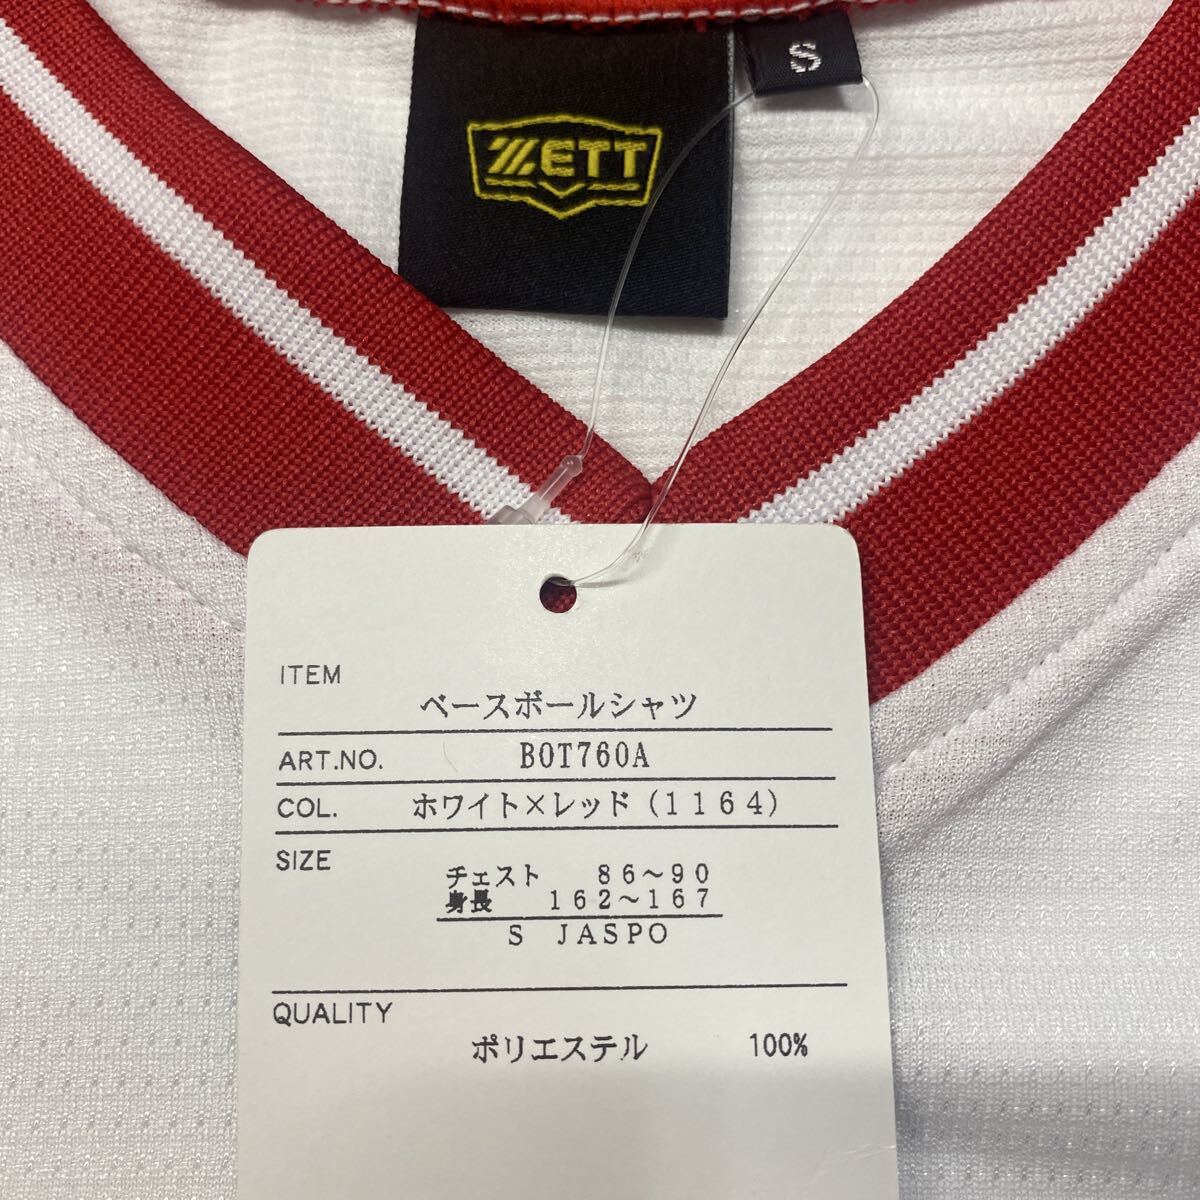 ZETT
S
ITEM
ベースボールシャツ
ART.NO. BOT760A
COL. ホワイト×レッド（１１６４）
SIZE
チェスト ８６～９０
身長 １６２～１６７
S JASPO
QUALITY
ポリエステル 100%